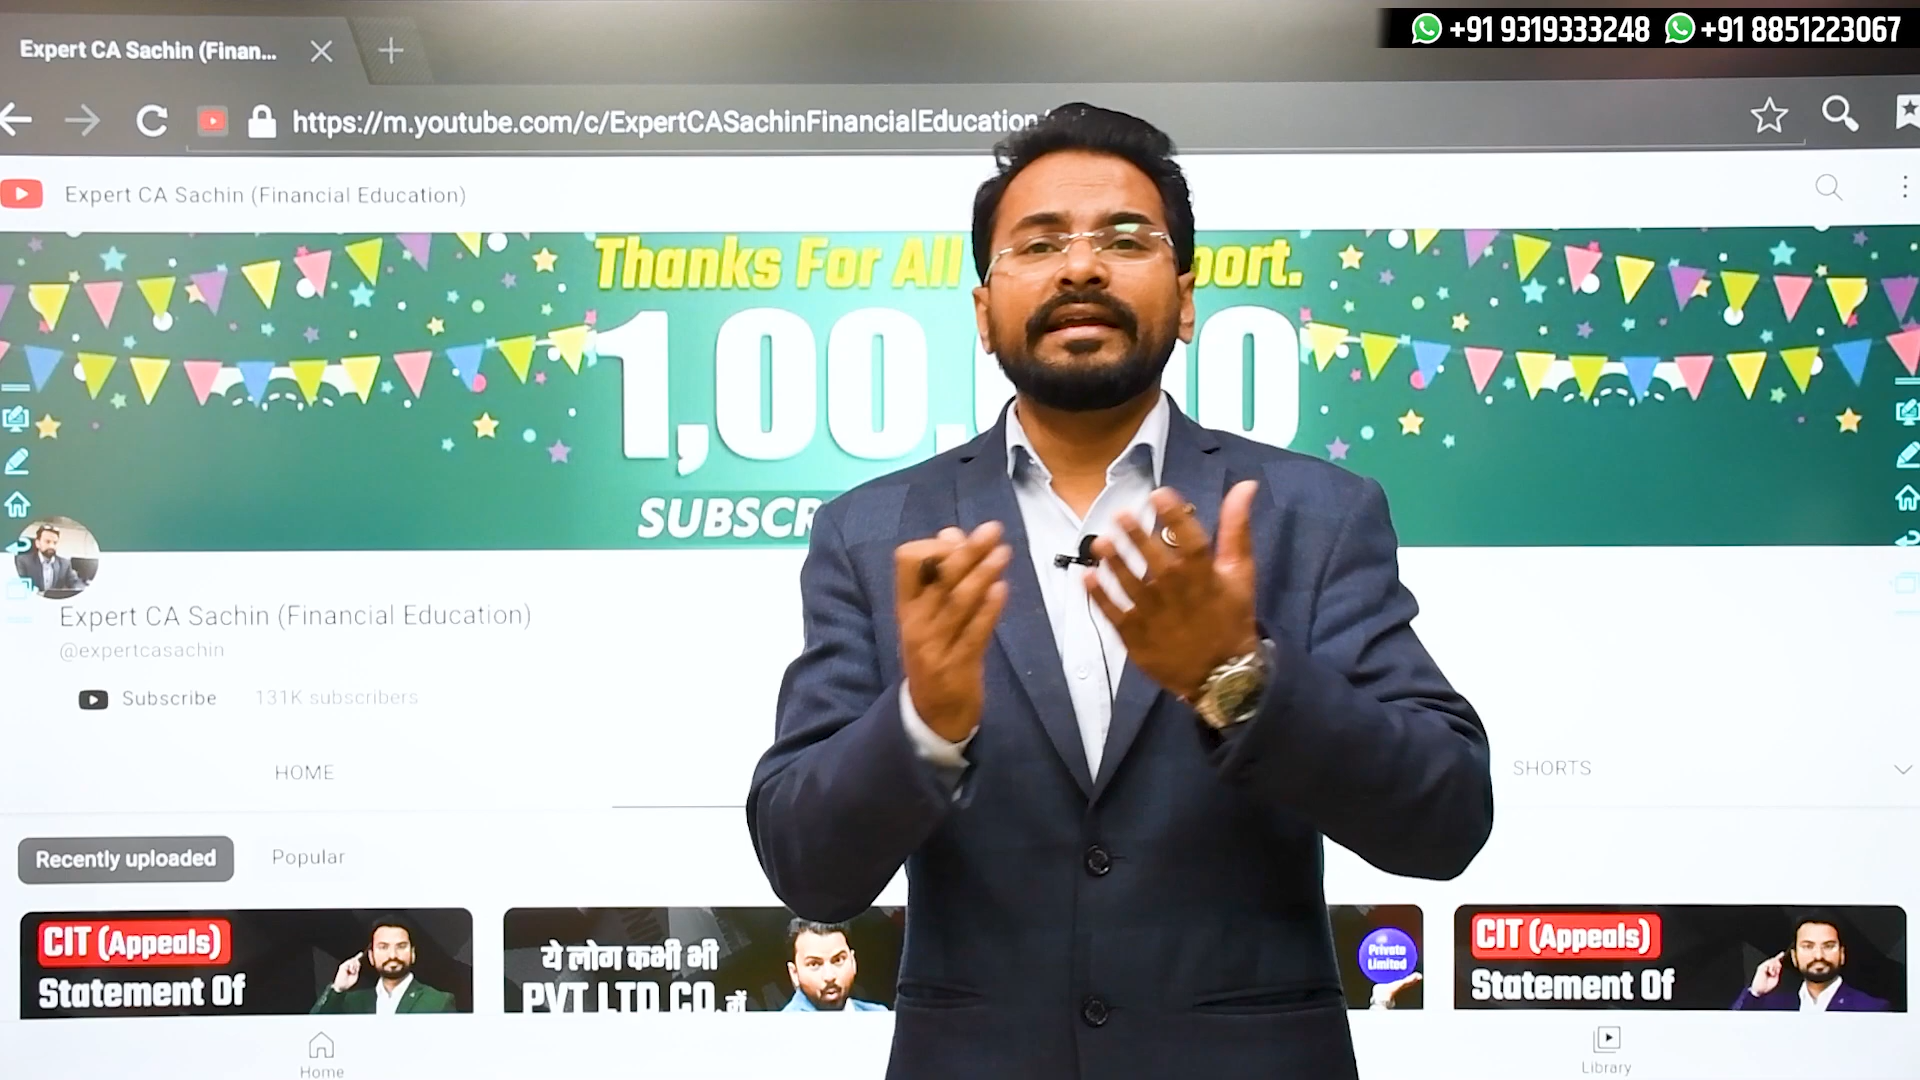 +91 9319333248 +91 8851223067
Expert CA Sachin (Finan...
https://m.youtube.com/c/ExpertCASachinFinancialEducation
Expert CA Sachin (Financial Education)
Thanks For All
1,00,
SUBSCR
Expert CA Sachin (Financial Education)
@expertcasachin
Subscribe 131K subscribers
HOME
SHORTS
Recently uploaded Popular
CIT (Appeals)
Statement Of
ये लोग कभी भी
PVT LTD CO. में
Private
Limited
CIT (Appeals)
Statement Of
Home
Library